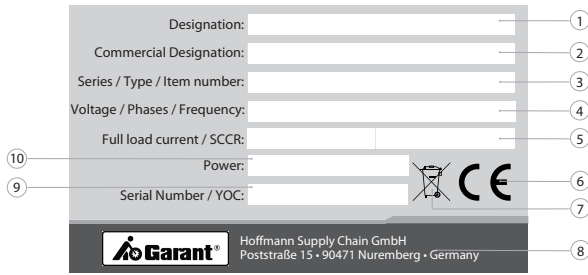 Designation: 1
Commercial Designation: 2
Series / Type / Item number: 3
Voltage / Phases / Frequency: 4
Full load current / SCCR: 5
10 Power: 6
9 Serial Number / YOC: 7
CE
Garant®
Hoffmann Supply Chain GmbH
Poststraße 15 • 90471 Nuremberg • Germany 8